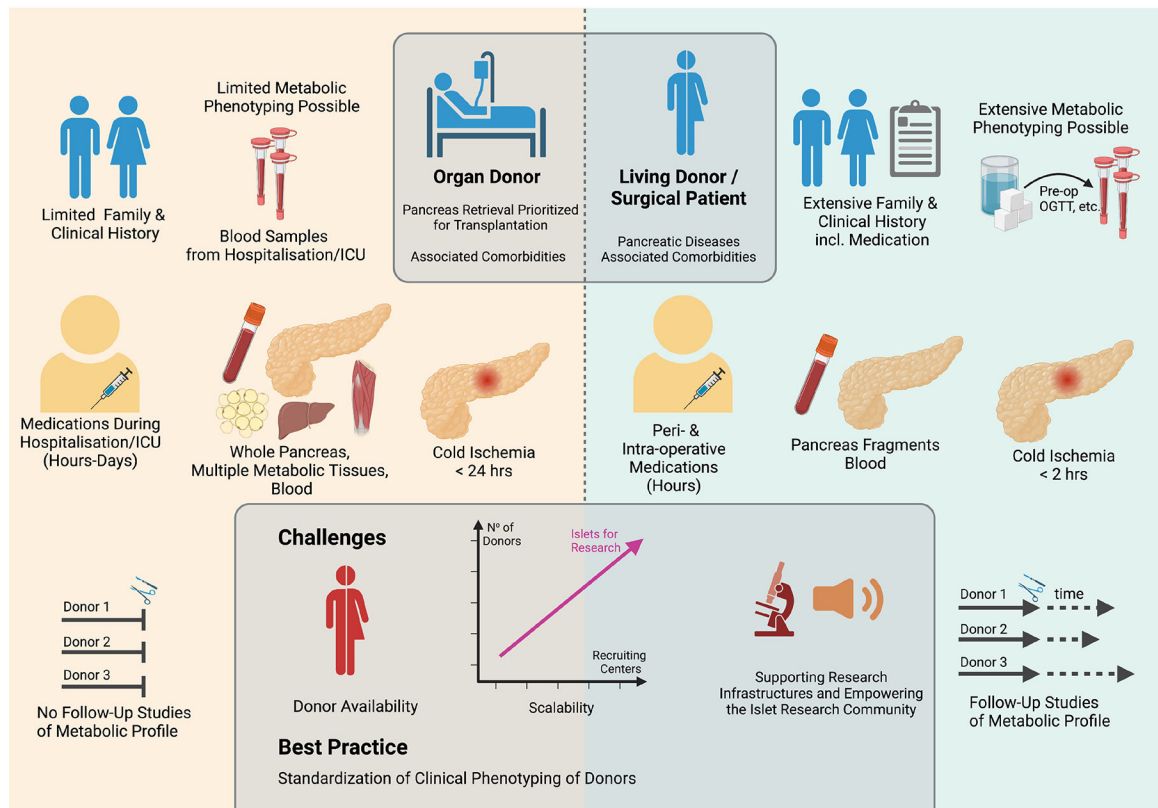 Limited Family &
Clinical History
Limited Metabolic
Phenotyping Possible
Blood Samples
from Hospitalisation/ICU
Organ Donor
Pancreas Retrieval Prioritized
for Transplantation
Associated Comorbidities
Living Donor /
Surgical Patient
Pancreatic Diseases
Associated Comorbidities
Extensive Family &
Clinical History
incl. Medication
Extensive Metabolic
Phenotyping Possible
Pre-op
OGTT, etc.
Medications During
Hospitalisation/ICU
(Hours-Days)
Whole Pancreas,
Multiple Metabolic Tissues,
Blood
Cold Ischemia
< 24 hrs
Peri- &
Intra-operative
Medications
(Hours)
Pancreas Fragments
Blood
Cold Ischemia
< 2 hrs
Donor 1
Donor 2
Donor 3
No Follow-Up Studies
of Metabolic Profile
Challenges
Donor Availability
Nº of
Donors
Islets for
Research
Recruiting
Centers
Scalability
Supporting Research
Infrastructures and Empowering
the Islet Research Community
Best Practice
Standardization of Clinical Phenotyping of Donors
Donor 1
time
Donor 2
Donor 3
Follow-Up Studies
of Metabolic Profile